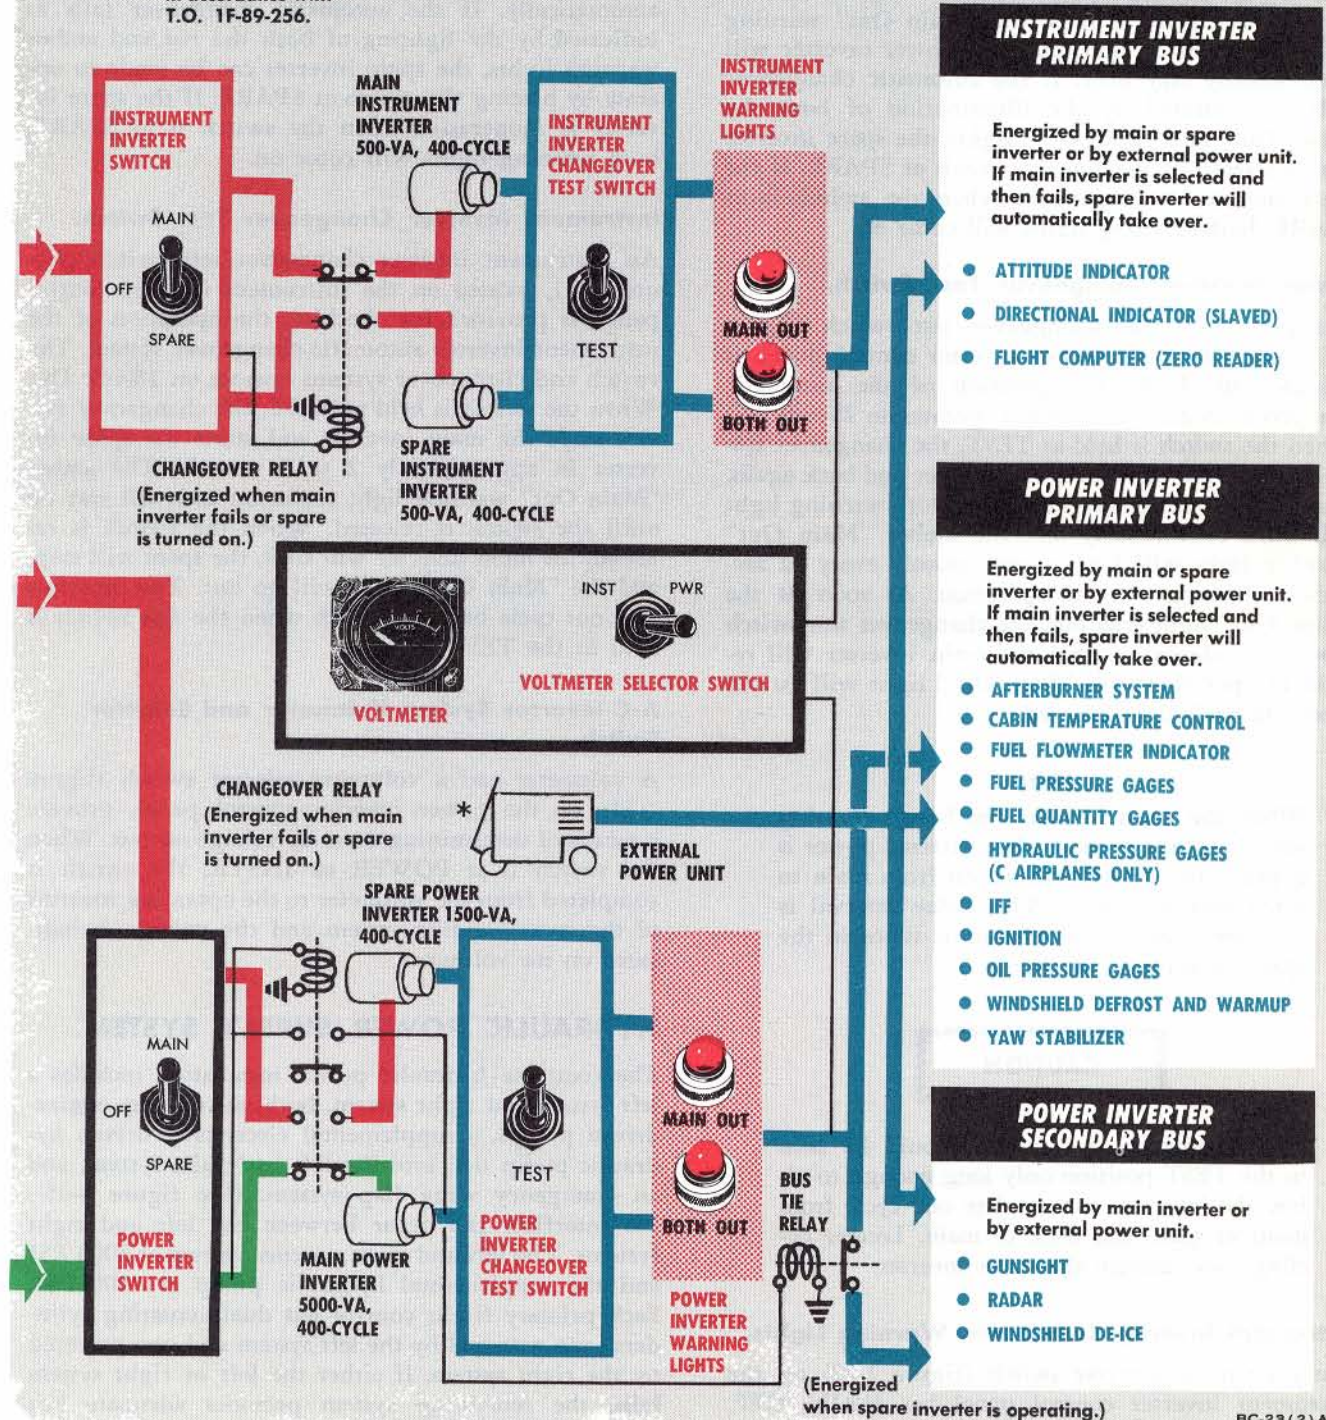 in accordance with
T.O. 1F-89-256.
INSTRUMENT
INVERTER
SWITCH
MAIN
OFF
SPARE
MAIN
INSTRUMENT
INVERTER
500-VA, 400-CYCLE
INSTRUMENT
INVERTER
CHANGEOVER
TEST SWITCH
TEST
INSTRUMENT
INVERTER
WARNING
LIGHTS
MAIN OUT
BOTH OUT
CHANGEOVER RELAY
(Energized when main
inverter fails or spare
is turned on.)
SPARE
INSTRUMENT
INVERTER
500-VA, 400-CYCLE
INSTRUMENT INVERTER
PRIMARY BUS
Energized by main or spare
inverter or by external power unit.
If main inverter is selected and
then fails, spare inverter will
automatically take over.
ATTITUDE INDICATOR
DIRECTIONAL INDICATOR (SLAVED)
FLIGHT COMPUTER (ZERO READER)
VOLTS
VOLTMETER
INST
PWR
VOLTMETER SELECTOR SWITCH
POWER INVERTER
PRIMARY BUS
Energized by main or spare
inverter or by external power unit.
If main inverter is selected and
then fails, spare inverter will
automatically take over.
AFTERBURNER SYSTEM
CABIN TEMPERATURE CONTROL
FUEL FLOWMETER INDICATOR
FUEL PRESSURE GAGES
FUEL QUANTITY GAGES
HYDRAULIC PRESSURE GAGES
(C AIRPLANES ONLY)
IFF
IGNITION
OIL PRESSURE GAGES
WINDSHIELD DEFROST AND WARMUP
YAW STABILIZER
CHANGEOVER RELAY
(Energized when main
inverter fails or spare
is turned on.)
*
EXTERNAL
POWER UNIT
SPARE POWER
INVERTER 1500-VA,
400-CYCLE
MAIN
OFF
SPARE
POWER
INVERTER
SWITCH
MAIN POWER
INVERTER
5000-VA,
400-CYCLE
TEST
POWER
INVERTER
CHANGEOVER
TEST SWITCH
MAIN OUT
BOTH OUT
POWER
INVERTER
WARNING
LIGHTS
BUS
TIE
RELAY
(Energized
when spare inverter is operating.)
POWER INVERTER
SECONDARY BUS
Energized by main inverter or
by external power unit.
GUNSIGHT
RADAR
WINDSHIELD DE-ICE